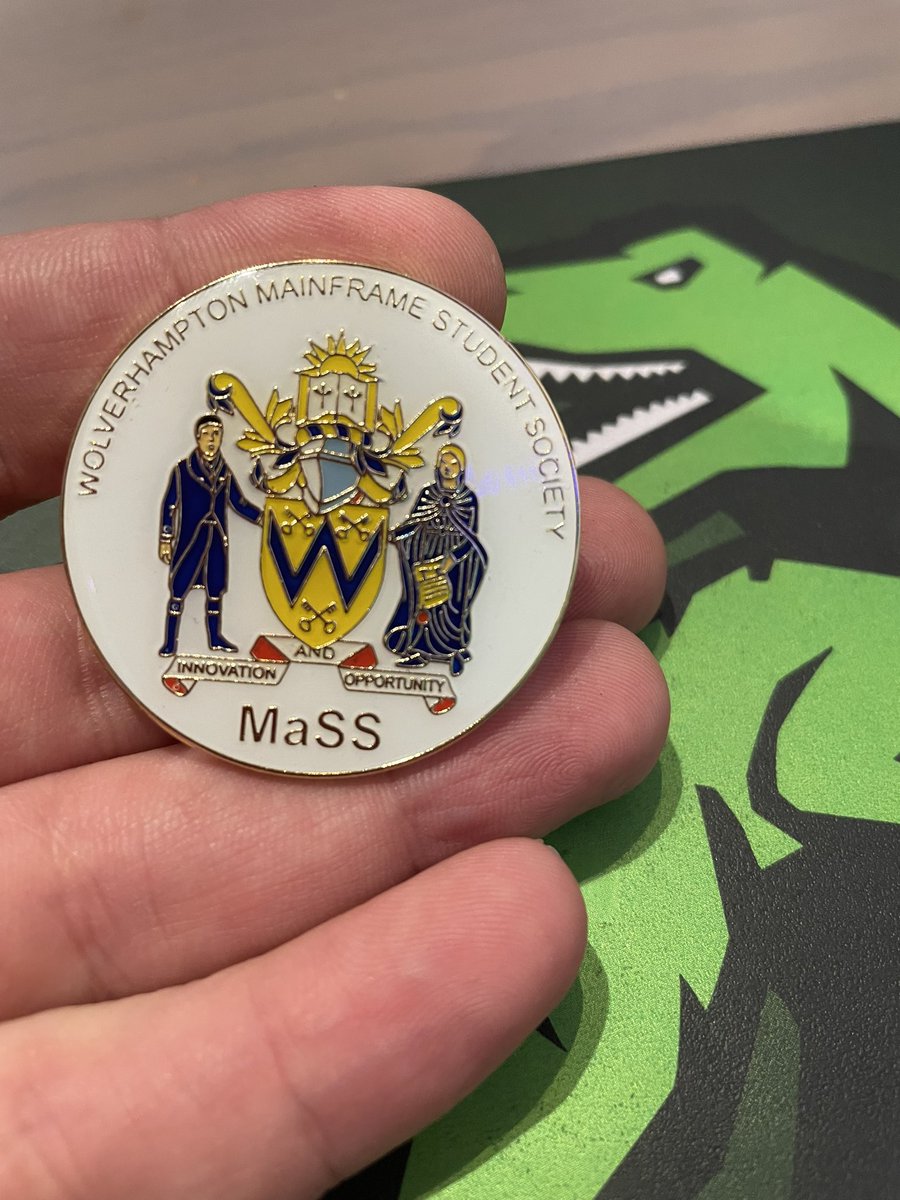 WOLVERHAMPTON MAINFRAME STUDENT SOCIETY
W
AND
INNOVATION
OPPORTUNITY
MaSS